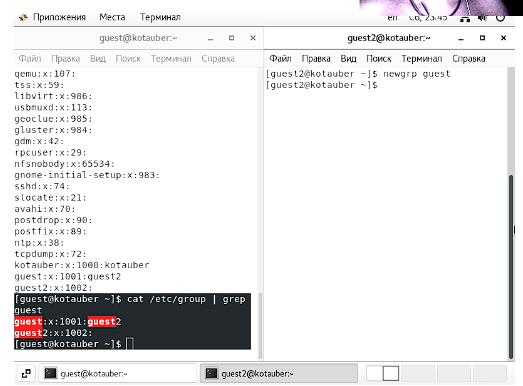 Приложения Места Терминал en Сб, 23:45
guest@kotauber:~
Файл Правка Вид Поиск Терминал Справка
qemu:x:107:
tss:x:59:
libvirt:x:986:
usbmuxd:x:113:
geoclue:x:985:
gluster:x:984:
gdm:x:42:
rpcuser:x:29:
nfsnobody:x:65534:
gnome-initial-setup:x:983:
sshd:x:74:
slocate:x:21:
avahi:x:70:
postdrop:x:90:
postfix:x:89:
ntp:x:38:
tcpdump:x:72:
kotauber:x:1000:kotauber
guest:x:1001:guest2
guest2:x:1002:
[guest@kotauber ~]$ cat /etc/group | grep
guest
guest:x:1001:guest2
guest2:x:1002:
[guest@kotauber ~]$
guest2@kotauber:~
Файл Правка Вид Поиск Терминал Справка
[guest2@kotauber ~]$ newgrp guest
[guest2@kotauber ~]$
guest@kotauber:~
guest2@kotauber:~